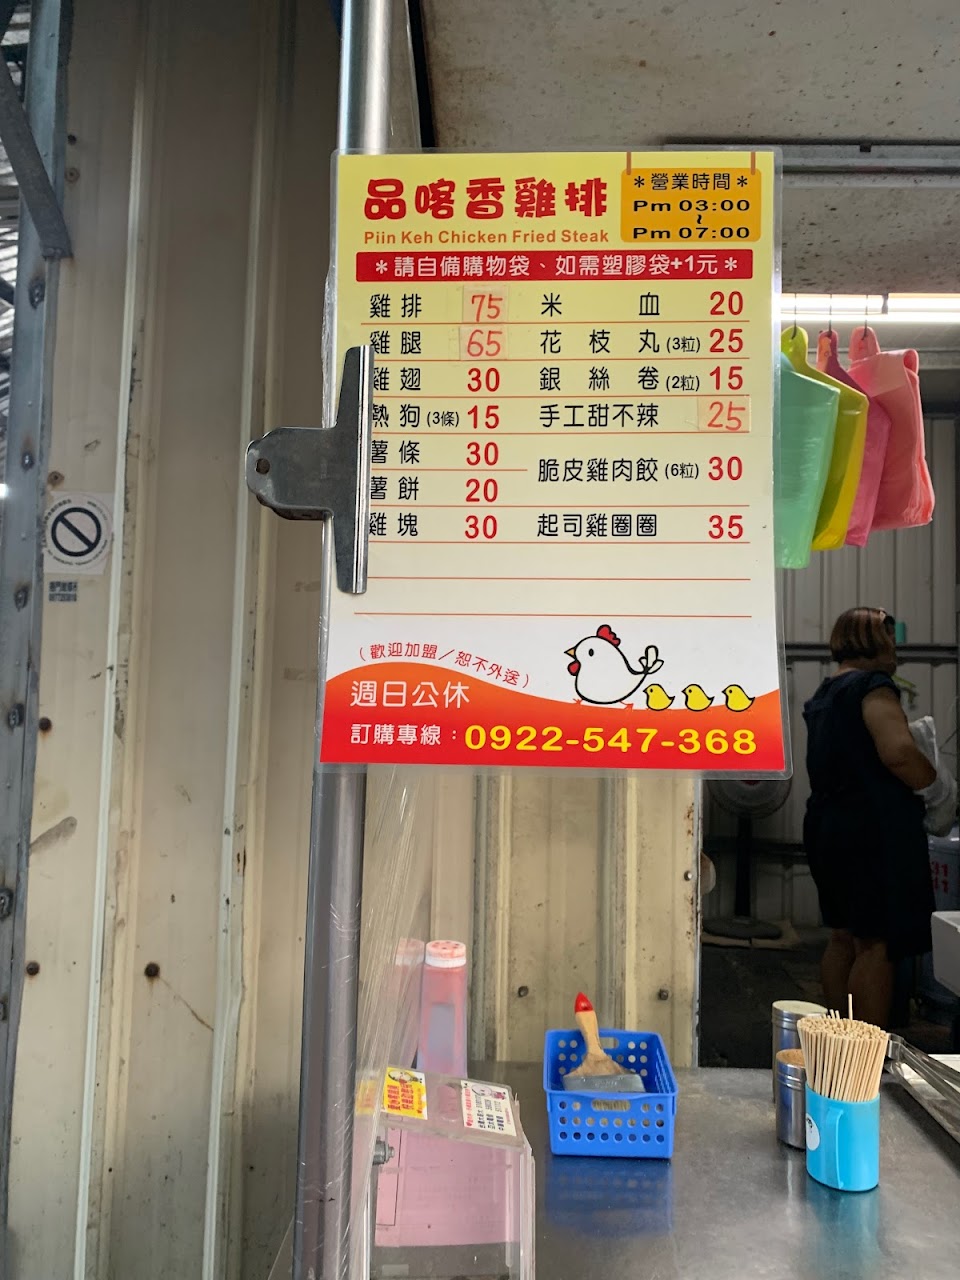 品喀香雞排
Piin Keh Chicken Fried Steak
＊營業時間＊
Pm 03:00
~
Pm 07:00
＊請自備購物袋、如需塑膠袋+1元＊
雞排 75
雞腿 65
雞翅 30
熱狗(3條) 15
薯條 30
薯餅 20
雞塊 30
米血 20
花枝丸(3粒) 25
銀絲卷(2粒) 15
手工甜不辣 25
脆皮雞肉餃(6粒) 30
起司雞圈圈 35
(歡迎加盟／恕不外送)
週日公休
訂購專線：0922-547-368